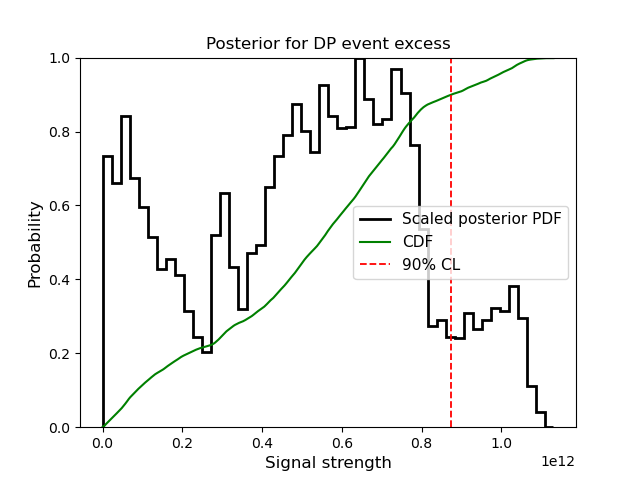 Posterior for DP event excess
1.0
0.8
0.6
0.4
0.2
0.0
Probability
Scaled posterior PDF
CDF
90% CL
0.0 0.2 0.4 0.6 0.8 1.0
1e12
Signal strength